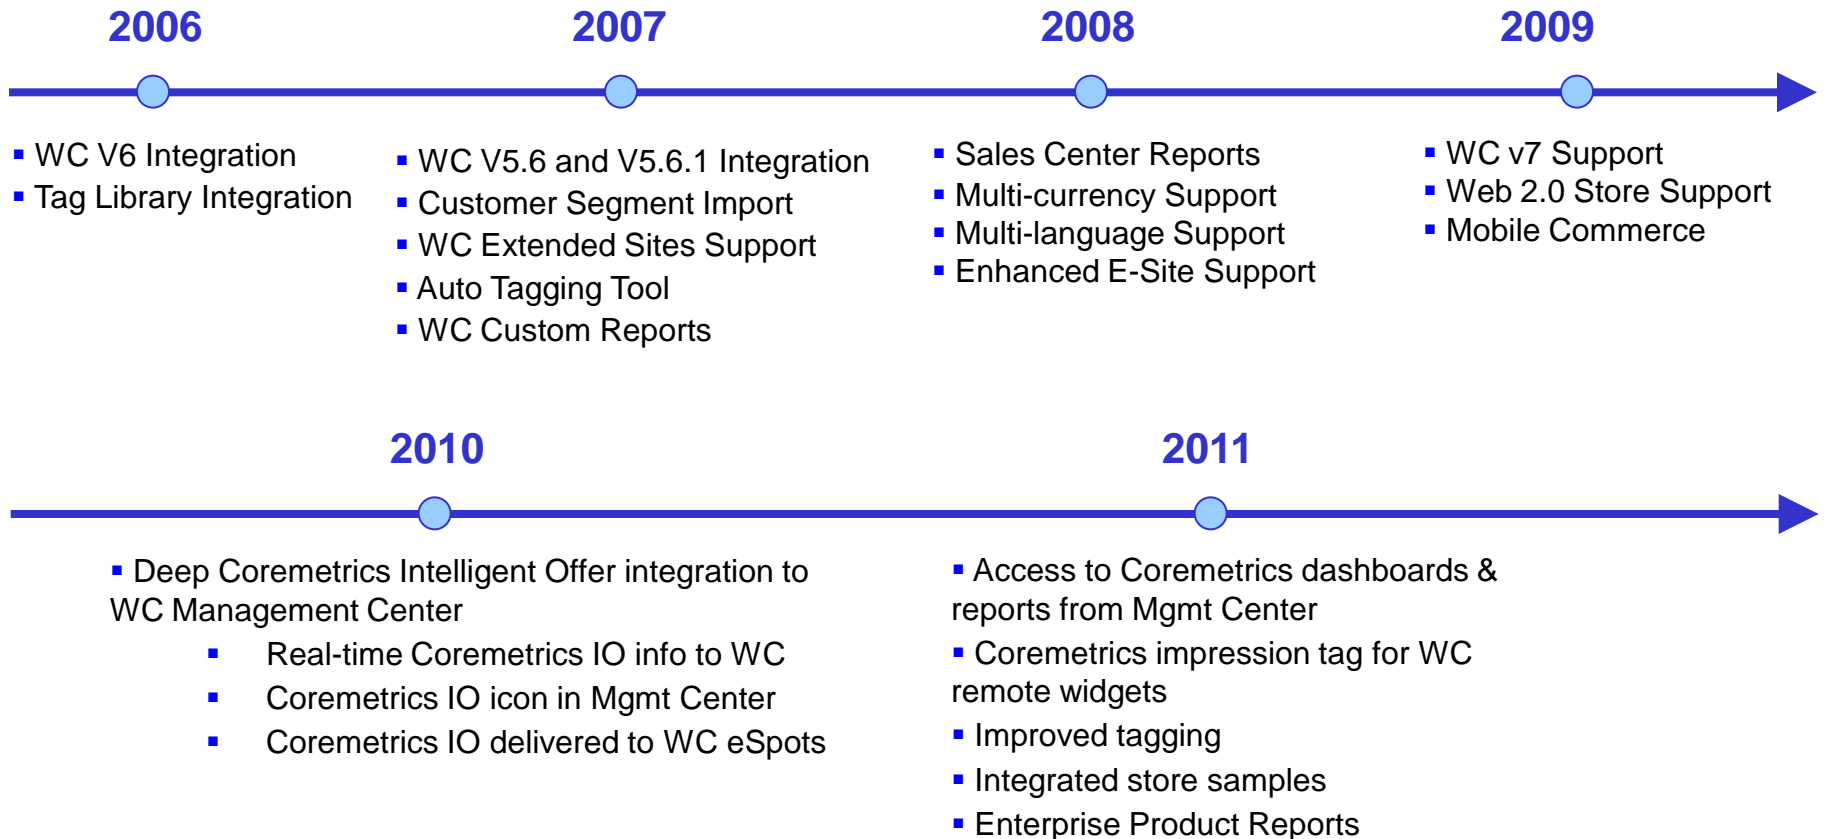 2006
2007
2008
2009
▪ WC V6 Integration
▪ Tag Library Integration
▪ WC V5.6 and V5.6.1 Integration
▪ Customer Segment Import
▪ WC Extended Sites Support
▪ Auto Tagging Tool
▪ WC Custom Reports
▪ Sales Center Reports
▪ Multi-currency Support
▪ Multi-language Support
▪ Enhanced E-Site Support
▪ WC v7 Support
▪ Web 2.0 Store Support
▪ Mobile Commerce
2010
2011
▪ Deep Coremetrics Intelligent Offer integration to
WC Management Center
▪ Real-time Coremetrics IO info to WC
▪ Coremetrics IO icon in Mgmt Center
▪ Coremetrics IO delivered to WC eSpots
▪ Access to Coremetrics dashboards &
reports from Mgmt Center
▪ Coremetrics impression tag for WC
remote widgets
▪ Improved tagging
▪ Integrated store samples
▪ Enterprise Product Reports